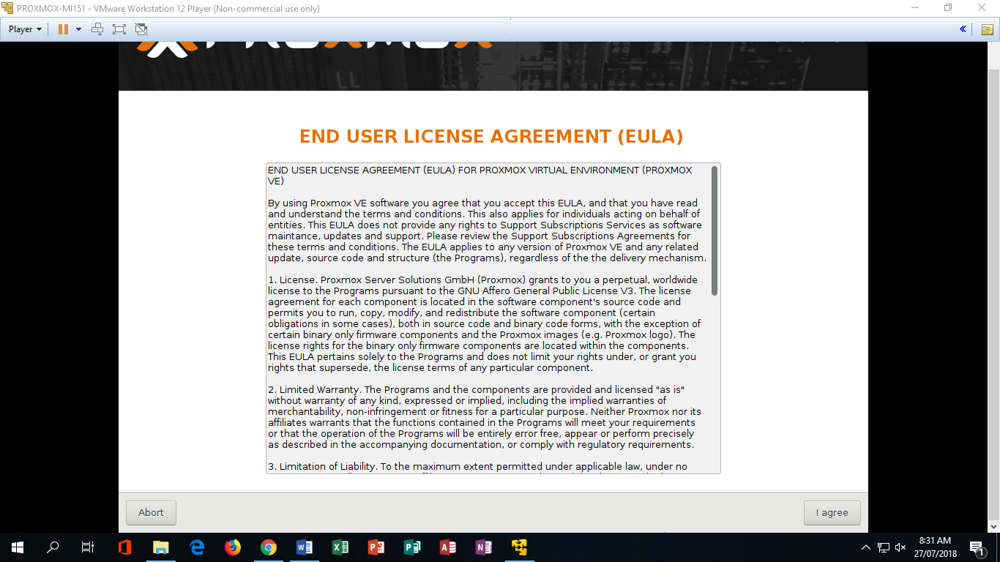 PROXMOX-MI151 - VMware Workstation 12 Player (Non-commercial use only)
Player
PROXMOX
END USER LICENSE AGREEMENT (EULA)
END USER LICENSE AGREEMENT (EULA) FOR PROXMOX VIRTUAL ENVIRONMENT (PROXMOX
VE)
By using Proxmox VE software you agree that you accept this EULA, and that you have read
and understand the terms and conditions. This also applies for individuals acting on behalf of
entities. This EULA does not provide any rights to Support Subscriptions Services as software
maintance, updates and support. Please review the Support Subscriptions Agreements for
these terms and conditions. The EULA applies to any version of Proxmox VE and any related
update, source code and structure (the Programs), regardless of the the delivery mechanism.
1. License. Proxmox Server Solutions GmbH (Proxmox) grants to you a perpetual, worldwide
license to the Programs pursuant to the GNU Affero General Public License V3. The license
agreement for each component is located in the software component's source code and
permits you to run, copy, modify, and redistribute the software component (certain
obligations in some cases), both in source code and binary code forms, with the exception of
certain binary only firmware components and the Proxmox images (e.g. Proxmox logo). The
license rights for the binary only firmware components are located within the components.
This EULA pertains solely to the Programs and does not limit your rights under, or grant you
rights that supersede, the license terms of any particular component.
2. Limited Warranty. The Programs and the components are provided and licensed "as is"
without warranty of any kind, expressed or implied, including the implied warranties of
merchantability, non-infringement or fitness for a particular purpose. Neither Proxmox nor its
affiliates warrants that the functions contained in the Programs will meet your requirements
or that the operation of the Programs will be entirely error free, appear or perform precisely
as described in the accompanying documentation, or comply with regulatory requirements.
3. Limitation of Liability. To the maximum extent permitted under applicable law, under no
Abort
I agree
8:31 AM
27/07/2018
1